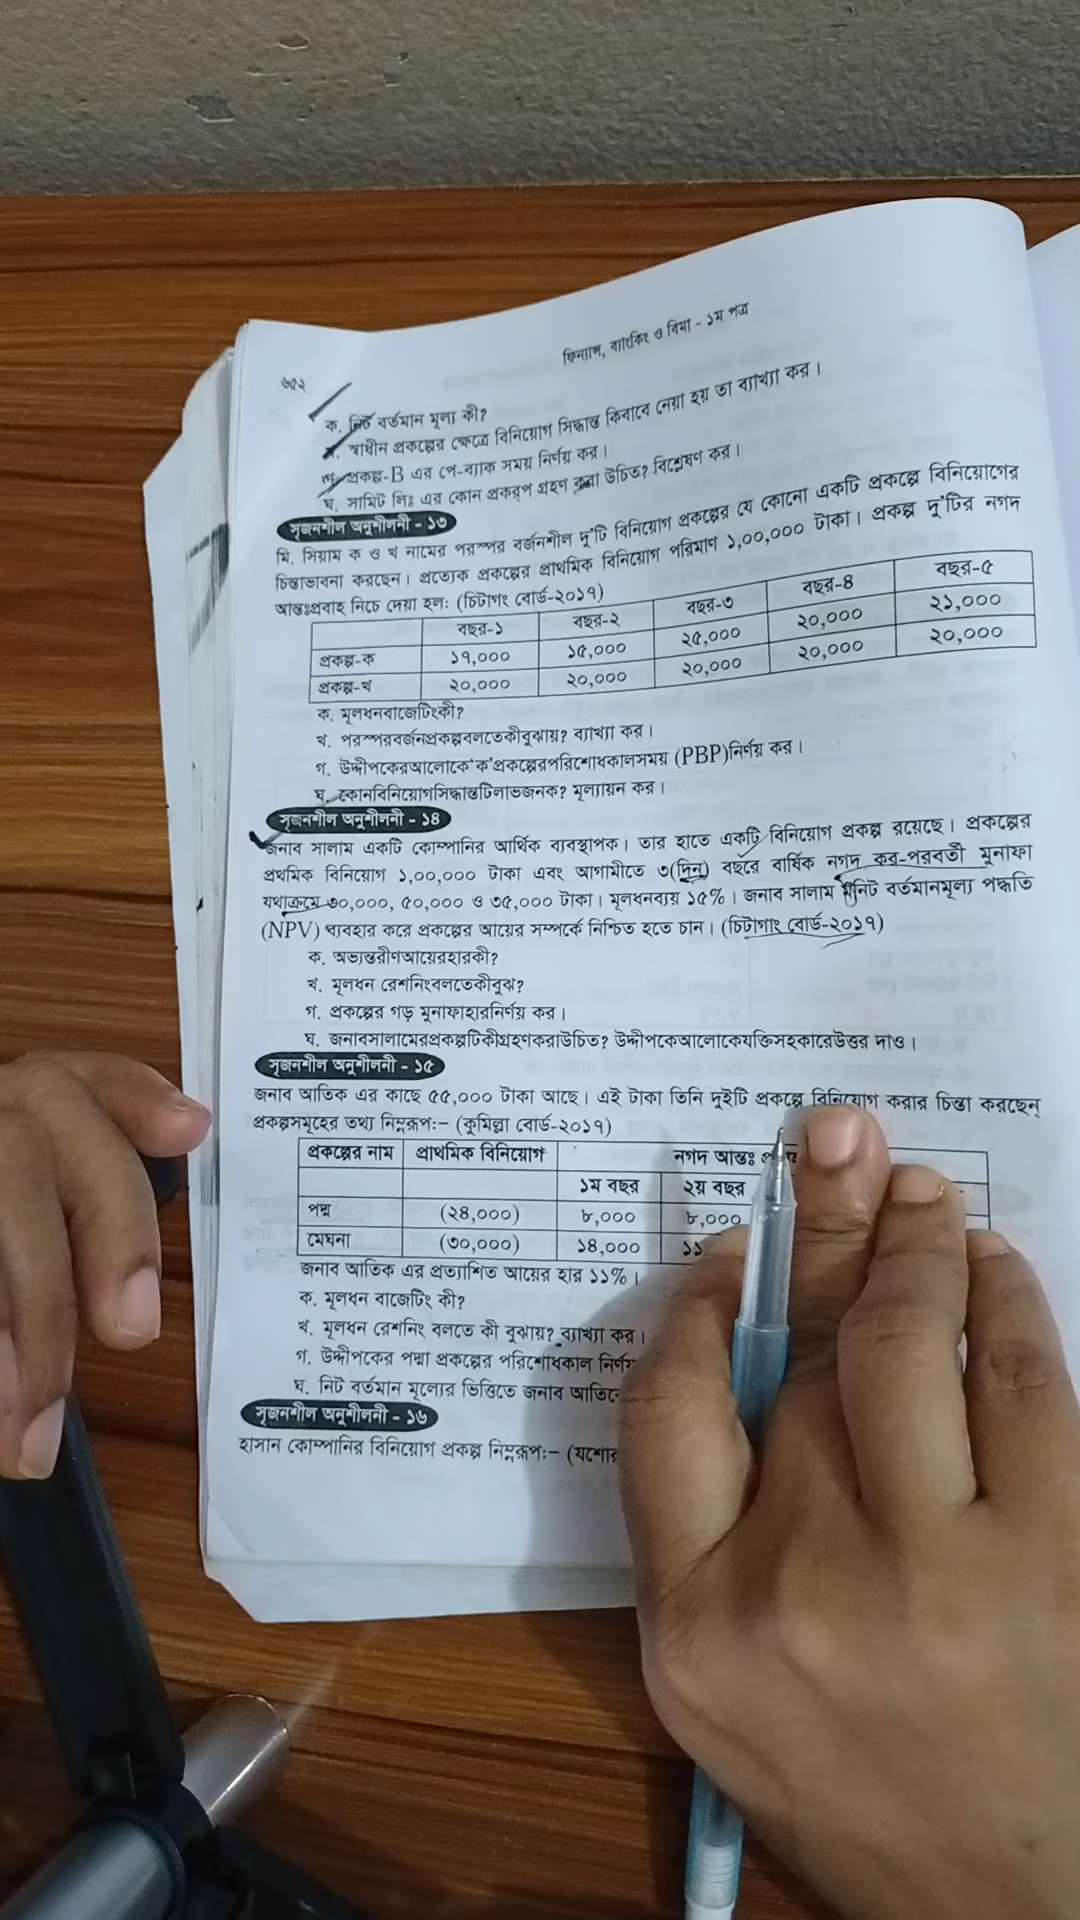 ফিন্যান্স, ব্যাংকিং ও বিমা - ১ম পত্র
৬৫২
ক. নিট বর্তমান মূল্য কী?
স্বাধীন প্রকল্পের ক্ষেত্রে বিনিয়োগ সিদ্ধান্ত কিবাবে নেয়া হয় তা ব্যাখ্যা কর।
গ. প্রকল্প-B এর পে-ব্যাক সময় নির্ণয় কর।
ঘ. সামিট লিঃ এর কোন প্রকল্প গ্রহণ করা উচিত? বিশ্লেষণ কর।
সৃজনশীল অনুশীলনী - ১৩
মি. সিয়াম ক ও খ নামের পরস্পর বর্জনশীল দু'টি বিনিয়োগ প্রকল্পের যে কোনো একটি প্রকল্পে বিনিয়োগের
চিন্তাভাবনা করছেন। প্রত্যেক প্রকল্পের প্রাথমিক বিনিয়োগ পরিমাণ ১,০০,০০০ টাকা। প্রকল্প দু'টির নগদ
আন্তঃপ্রবাহ নিচে দেয়া হল: (চিটাগং বোর্ড-২০১৭)
বছর-১ বছর-২ বছর-৩ বছর-৪ বছর-৫
প্রকল্প-ক ১৭,০০০ ১৫,০০০ ২৫,০০০ ২০,০০০ ২১,০০০
প্রকল্প-খ ২০,০০০ ২০,০০০ ২০,০০০ ২০,০০০ ২০,০০০
ক. মূলধনবাজেটিংকী?
খ. পরস্পরবর্জনপ্রকল্পবলতেকীবুঝায়? ব্যাখ্যা কর।
গ. উদ্দীপকেরআলোকে'ক'প্রকল্পেরপরিশোধকালসময় (PBP)নির্ণয় কর।
ঘ. কোনবিনিয়োগসিদ্ধান্তটিলাভজনক? মূল্যায়ন কর।
সৃজনশীল অনুশীলনী - ১৪
জনাব সালাম একটি কোম্পানির আর্থিক ব্যবস্থাপক। তার হাতে একটি বিনিয়োগ প্রকল্প রয়েছে। প্রকল্পের
প্রথমিক বিনিয়োগ ১,০০,০০০ টাকা এবং আগামীতে ৩(দিন) বছরে বার্ষিক নগদ কর-পরবর্তী মুনাফা
যথাক্রমে ৩০,০০০, ৫০,০০০ ও ৩৫,০০০ টাকা। মূলধনব্যয় ১৫%। জনাব সালাম নিট বর্তমানমূল্য পদ্ধতি
(NPV) ব্যবহার করে প্রকল্পের আয়ের সম্পর্কে নিশ্চিত হতে চান। (চিটাগাং বোর্ড-২০১৭)
ক. অভ্যন্তরীণআয়েরহারকী?
খ. মূলধন রেশনিংবলতেকীবুঝ?
গ. প্রকল্পের গড় মুনাফাহারনির্ণয় কর।
ঘ. জনাবসালামেরপ্রকল্পটিকীগ্রহণকরাউচিত? উদ্দীপকেআলোকেযক্তিসহকারেউত্তর দাও।
সৃজনশীল অনুশীলনী - ১৫
জনাব আতিক এর কাছে ৫৫,০০০ টাকা আছে। এই টাকা তিনি দুইটি প্রকল্পে বিনিয়োগ করার চিন্তা করছেন্
প্রকল্পসমূহের তথ্য নিম্নরূপ:– (কুমিল্লা বোর্ড-২০১৭)
প্রকল্পের নাম প্রাথমিক বিনিয়োগ নগদ আন্তঃ
১ম বছর ২য় বছর
পদ্ম (২৪,০০০) ৮,০০০ ৮,০০০
মেঘনা (৩০,০০০) ১৪,০০০ ১১
জনাব আতিক এর প্রত্যাশিত আয়ের হার ১১%।
ক. মূলধন বাজেটিং কী?
খ. মূলধন রেশনিং বলতে কী বুঝায়? ব্যাখ্যা কর।
গ. উদ্দীপকের পদ্মা প্রকল্পের পরিশোধকাল
ঘ. নিট বর্তমান মূল্যের ভিত্তিতে জনাব
সৃজনশীল অনুশীলনী - ১৬
হাসান কোম্পানির বিনিয়োগ প্রকল্প নিম্নরূপ:– (যশোর